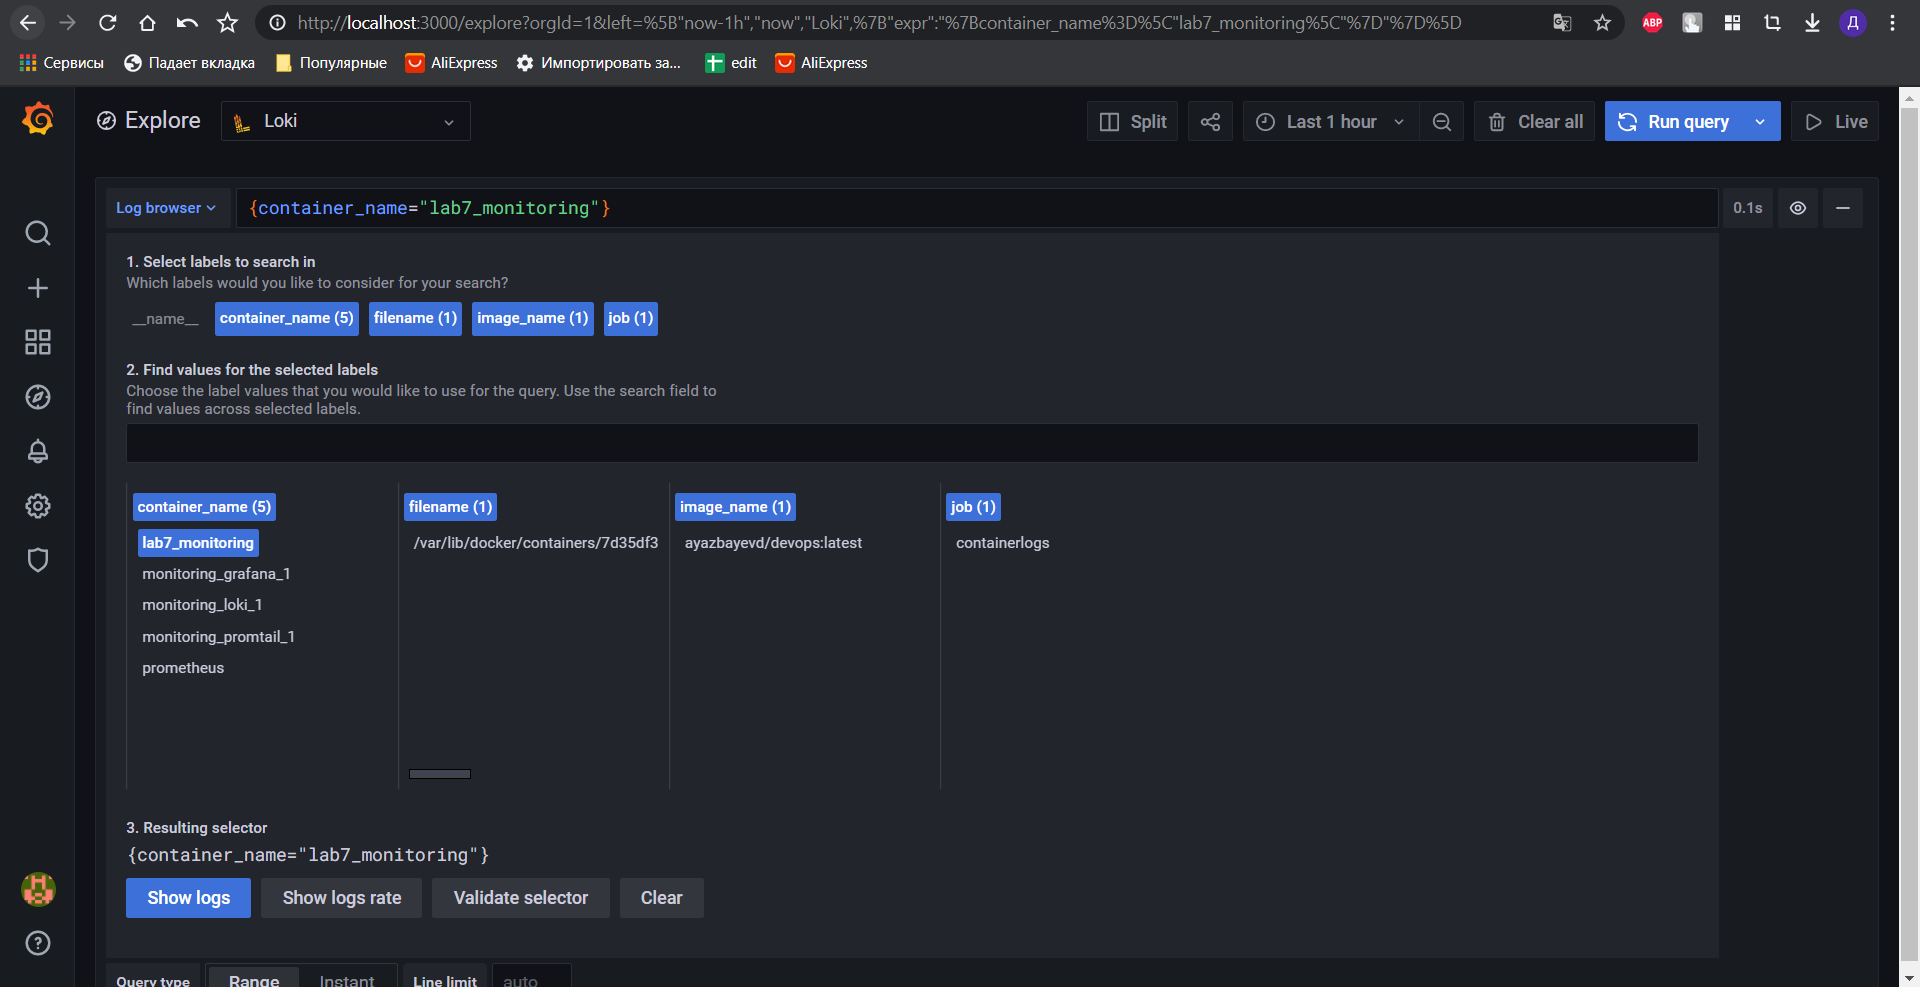 http://localhost:3000/explore?orgId=1&left=%5B"now-1h","now","Loki",%7B"expr":"%7Bcontainer_name%3D%5C"lab7_monitoring%5C"%7D"%7D%5D
ABP
Д
Сервисы
Падает вкладка
Популярные
AliExpress
Импортировать за...
edit
AliExpress
Explore
Loki
Split
Last 1 hour
Clear all
Run query
Live
Log browser
{container_name="lab7_monitoring"}
0.1s
1. Select labels to search in
Which labels would you like to consider for your search?
__name__
container_name (5)
filename (1)
image_name (1)
job (1)
2. Find values for the selected labels
Choose the label values that you would like to use for the query. Use the search field to
find values across selected labels.
container_name (5)
lab7_monitoring
monitoring_grafana_1
monitoring_loki_1
monitoring_promtail_1
prometheus
filename (1)
/var/lib/docker/containers/7d35df3
image_name (1)
ayazbayevd/devops:latest
job (1)
containerlogs
3. Resulting selector
{container_name="lab7_monitoring"}
Show logs
Show logs rate
Validate selector
Clear
Query type
Range
Instant
Line limit
auto